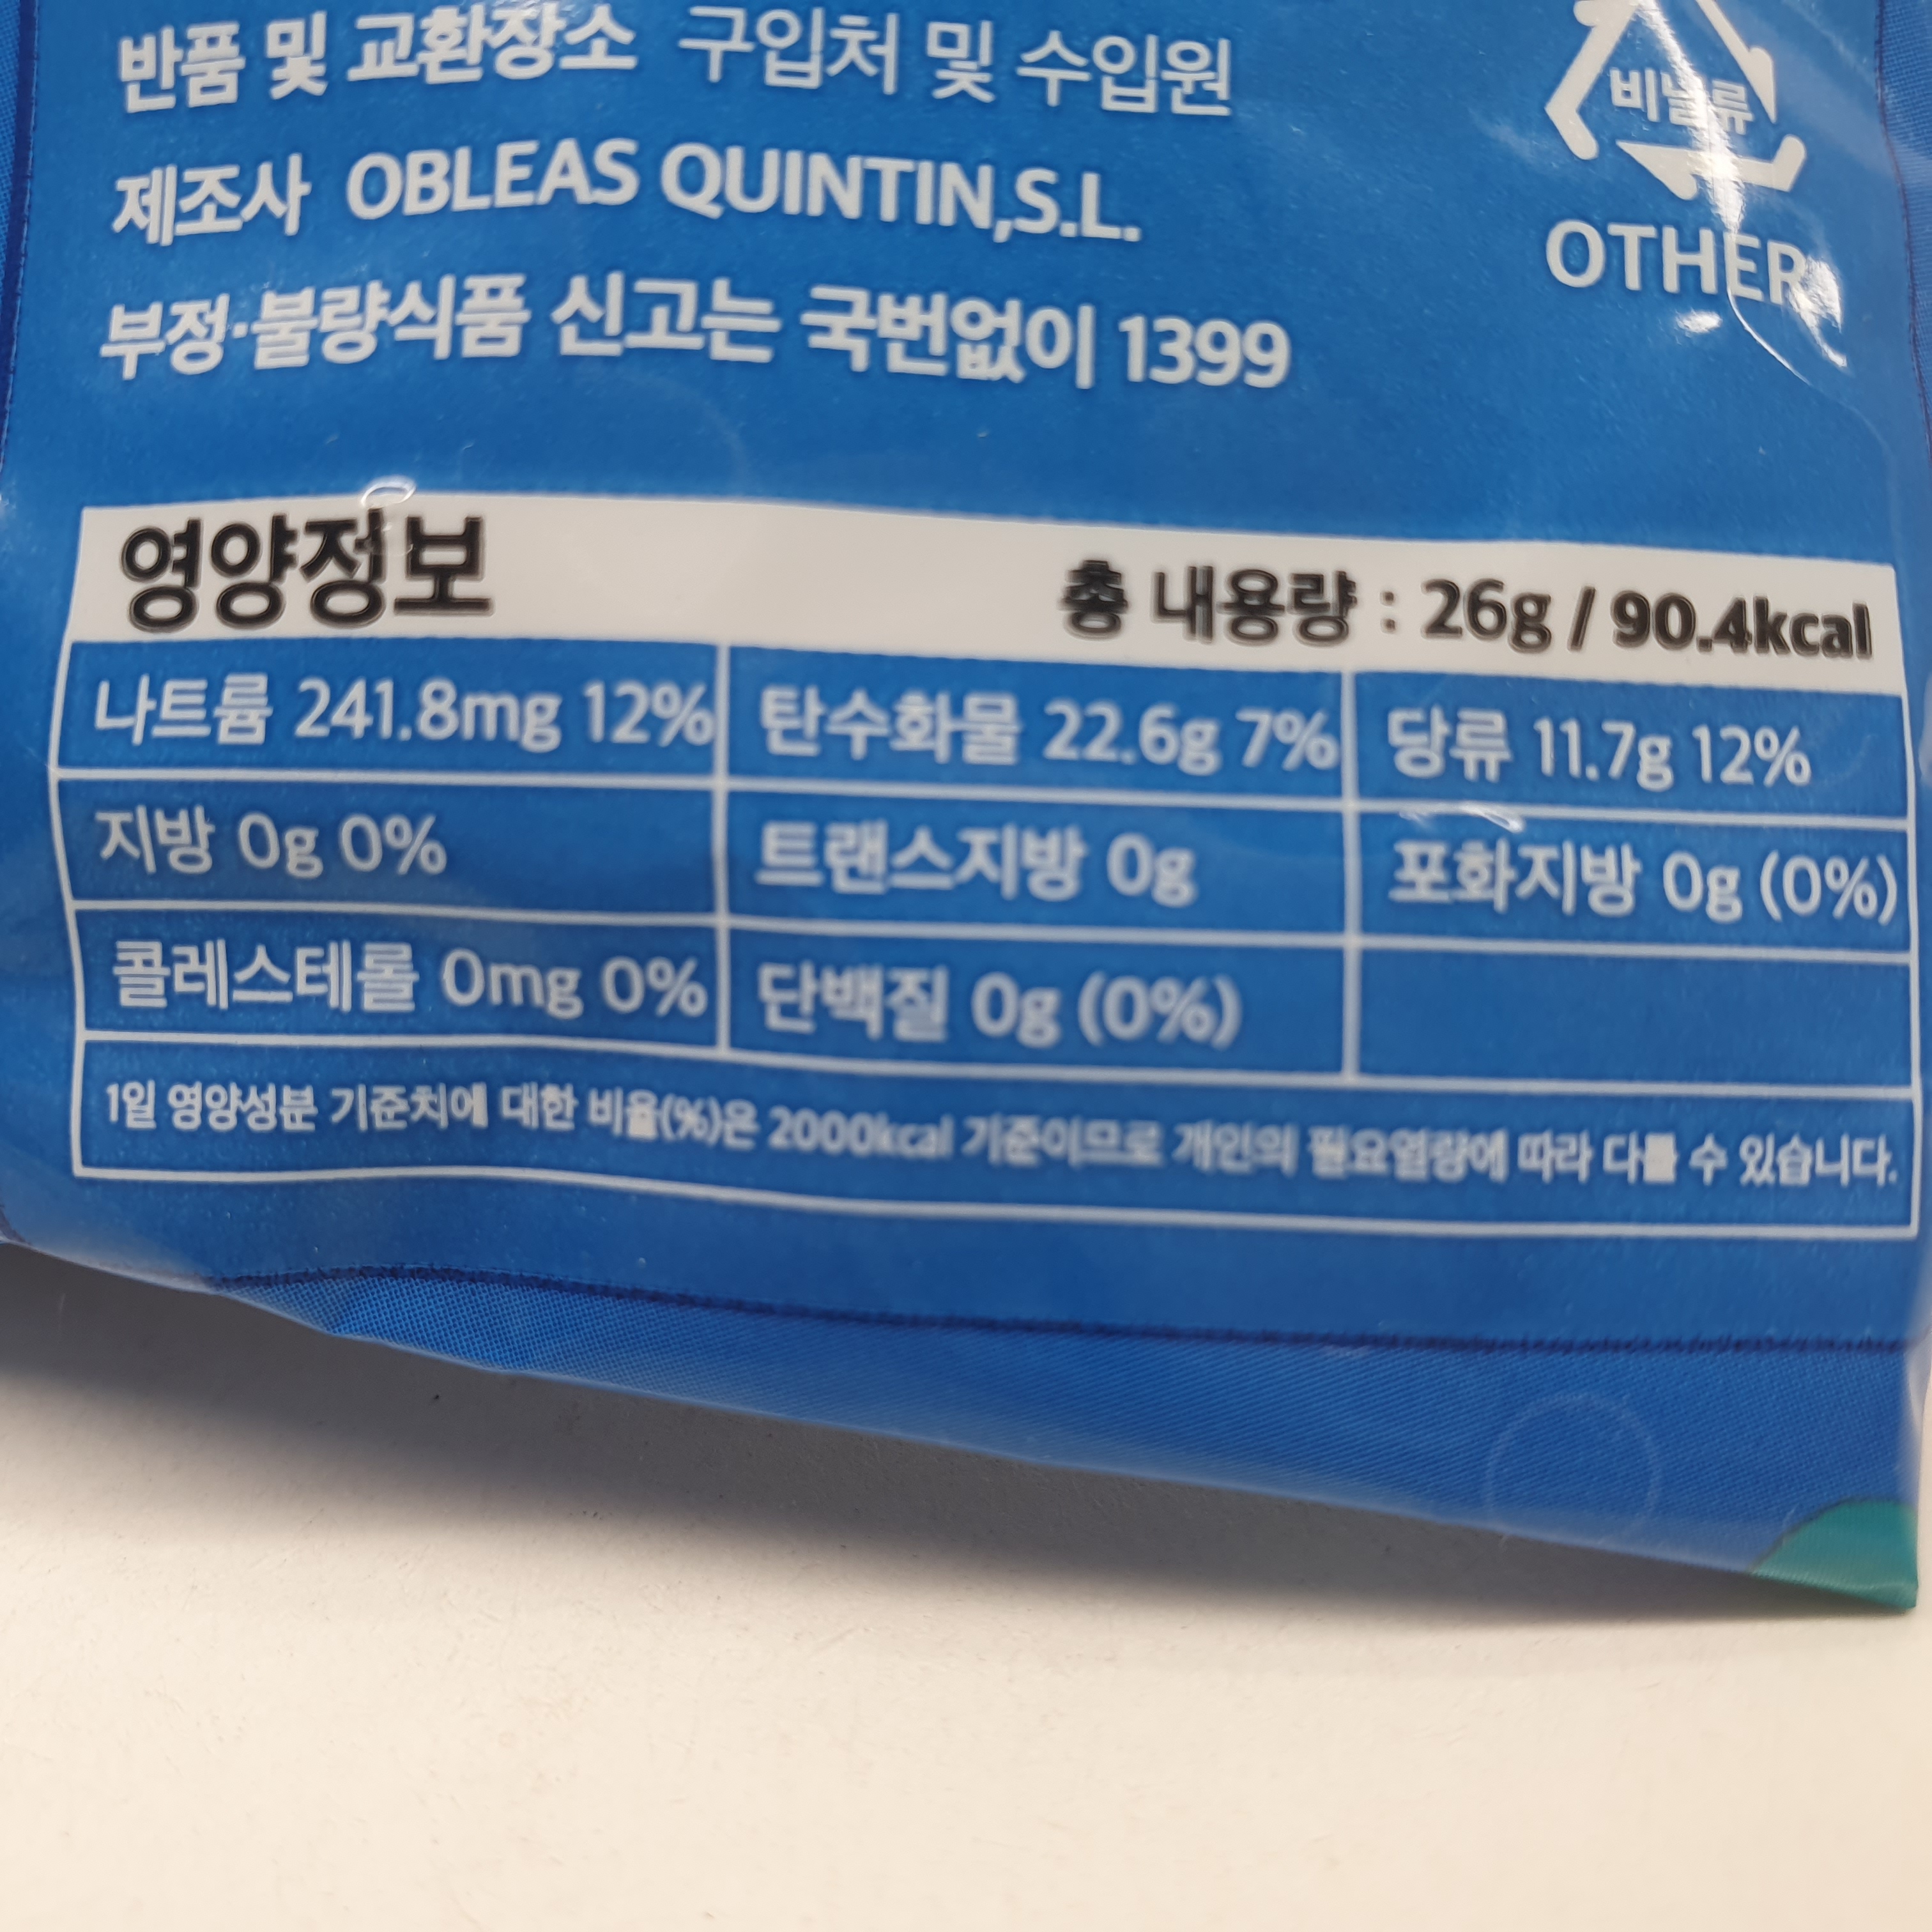 반품 및 교환장소 구입처 및 수입원
제조사 OBLEAS QUINTIN,S.L.
부정·불량식품 신고는 국번없이 1399
비닐류
OTHER
영양정보 총 내용량 : 26g / 90.4kcal
나트륨 241.8mg 12% 탄수화물 22.6g 7% 당류 11.7g 12%
지방 0g 0% 트랜스지방 0g 포화지방 0g (0%)
콜레스테롤 0mg 0% 단백질 0g (0%)
1일 영양성분 기준치에 대한 비율(%)은 2000kcal 기준이므로 개인의 필요열량에 따라 다를 수 있습니다.